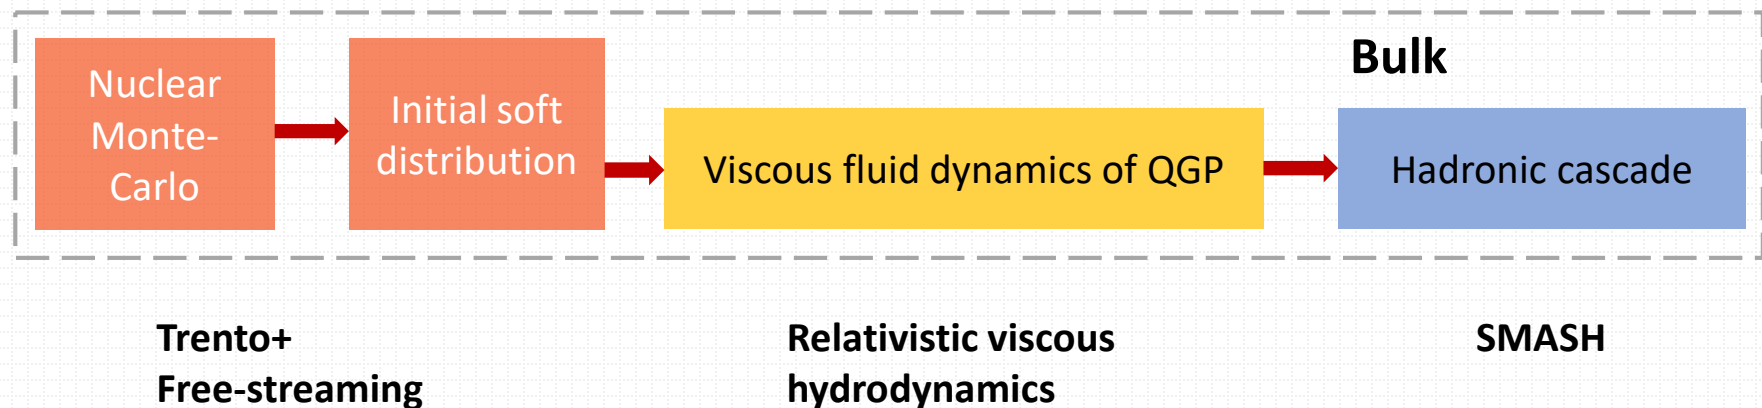 Bulk
Nuclear
Monte-
Carlo
Initial soft
distribution
Viscous fluid dynamics of QGP
Hadronic cascade
Trento+
Free-streaming
Relativistic viscous
hydrodynamics
SMASH